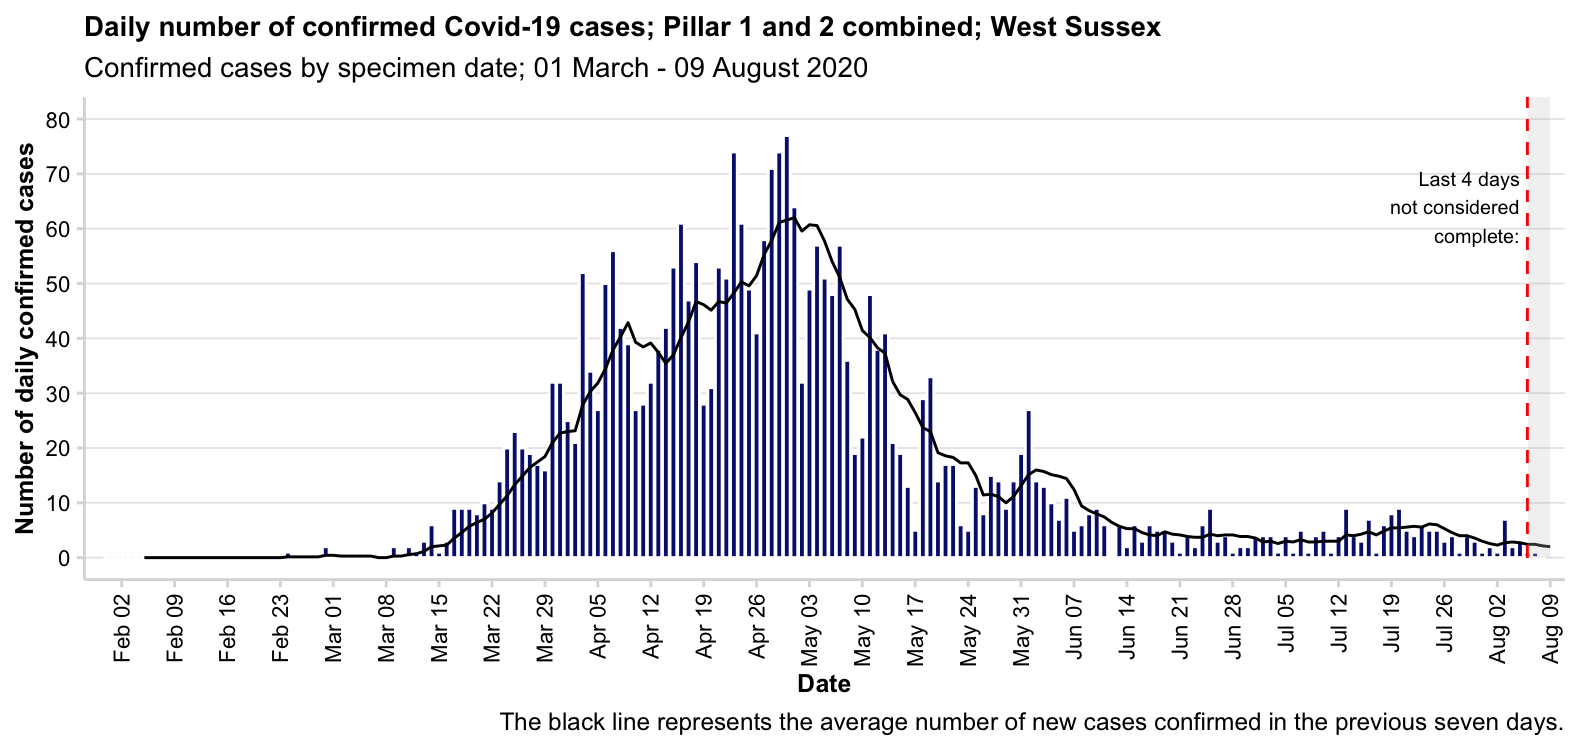 Daily number of confirmed Covid-19 cases; Pillar 1 and 2 combined; West Sussex
Confirmed cases by specimen date; 01 March - 09 August 2020
Number of daily confirmed cases
80
70
60
50
40
30
20
10
0
Last 4 days
not considered
complete:
Feb 02
Feb 09
Feb 16
Feb 23
Mar 01
Mar 08
Mar 15
Mar 22
Mar 29
Apr 05
Apr 12
Apr 19
Apr 26
May 03
May 10
May 17
May 24
May 31
Jun 07
Jun 14
Jun 21
Jun 28
Jul 05
Jul 12
Jul 19
Jul 26
Aug 02
Aug 09
Date
The black line represents the average number of new cases confirmed in the previous seven days.